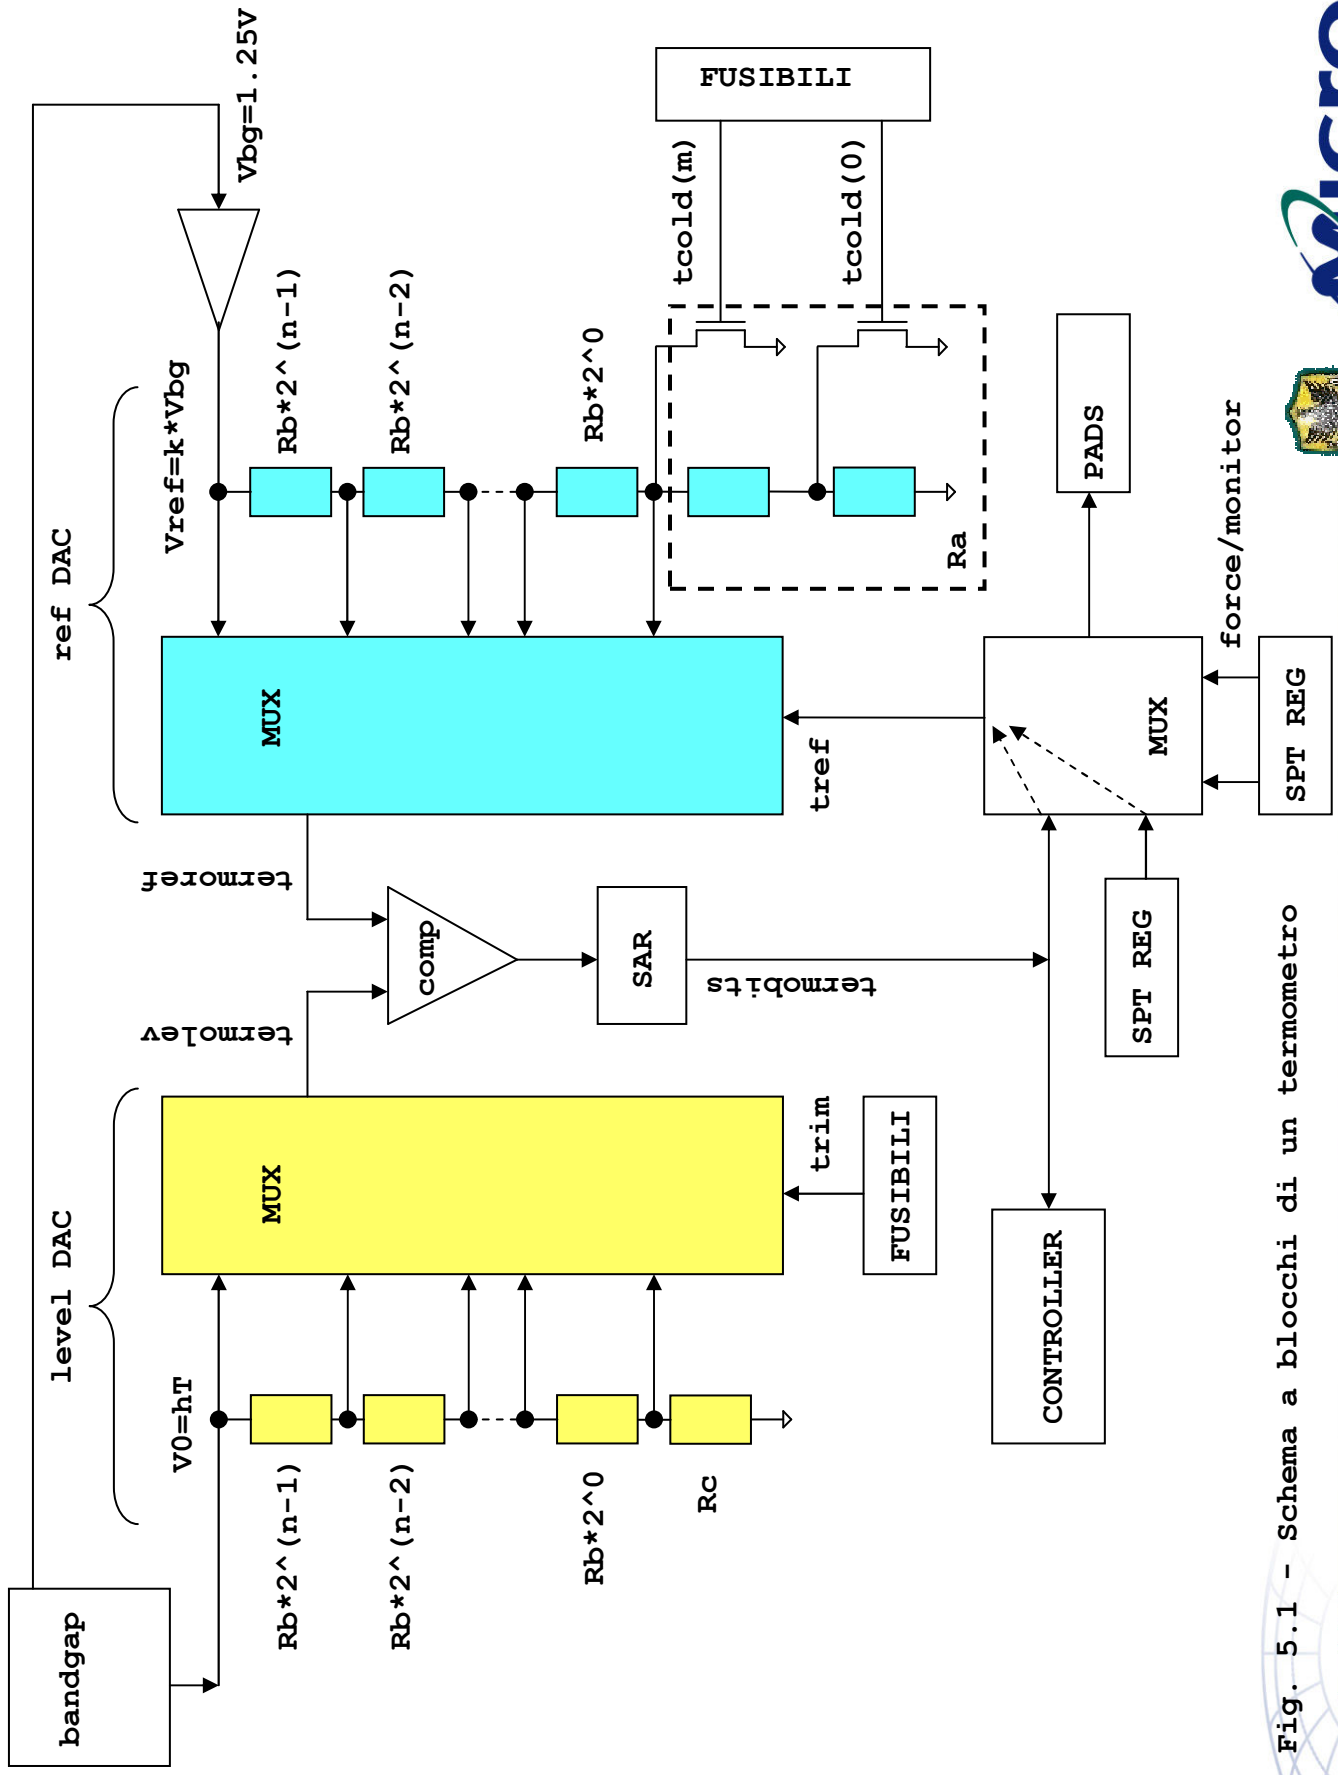 bandgap
level DAC
ref DAC
V0=hT
Vref=k*Vbg
Vbg=1.25V
Rb*2^(n-1)
Rb*2^(n-2)
Rb*2^0
Rc
MUX
termolev
termoref
MUX
Rb*2^(n-1)
Rb*2^(n-2)
Rb*2^0
Ra
tcold(m)
tcold(0)
FUSIBILI
comp
SAR
termobits
trim
FUSIBILI
tref
CONTROLLER
SPT REG
MUX
PADS
force/monitor
SPT REG
Fig. 5.1 - Schema a blocchi di un termometro
Micro